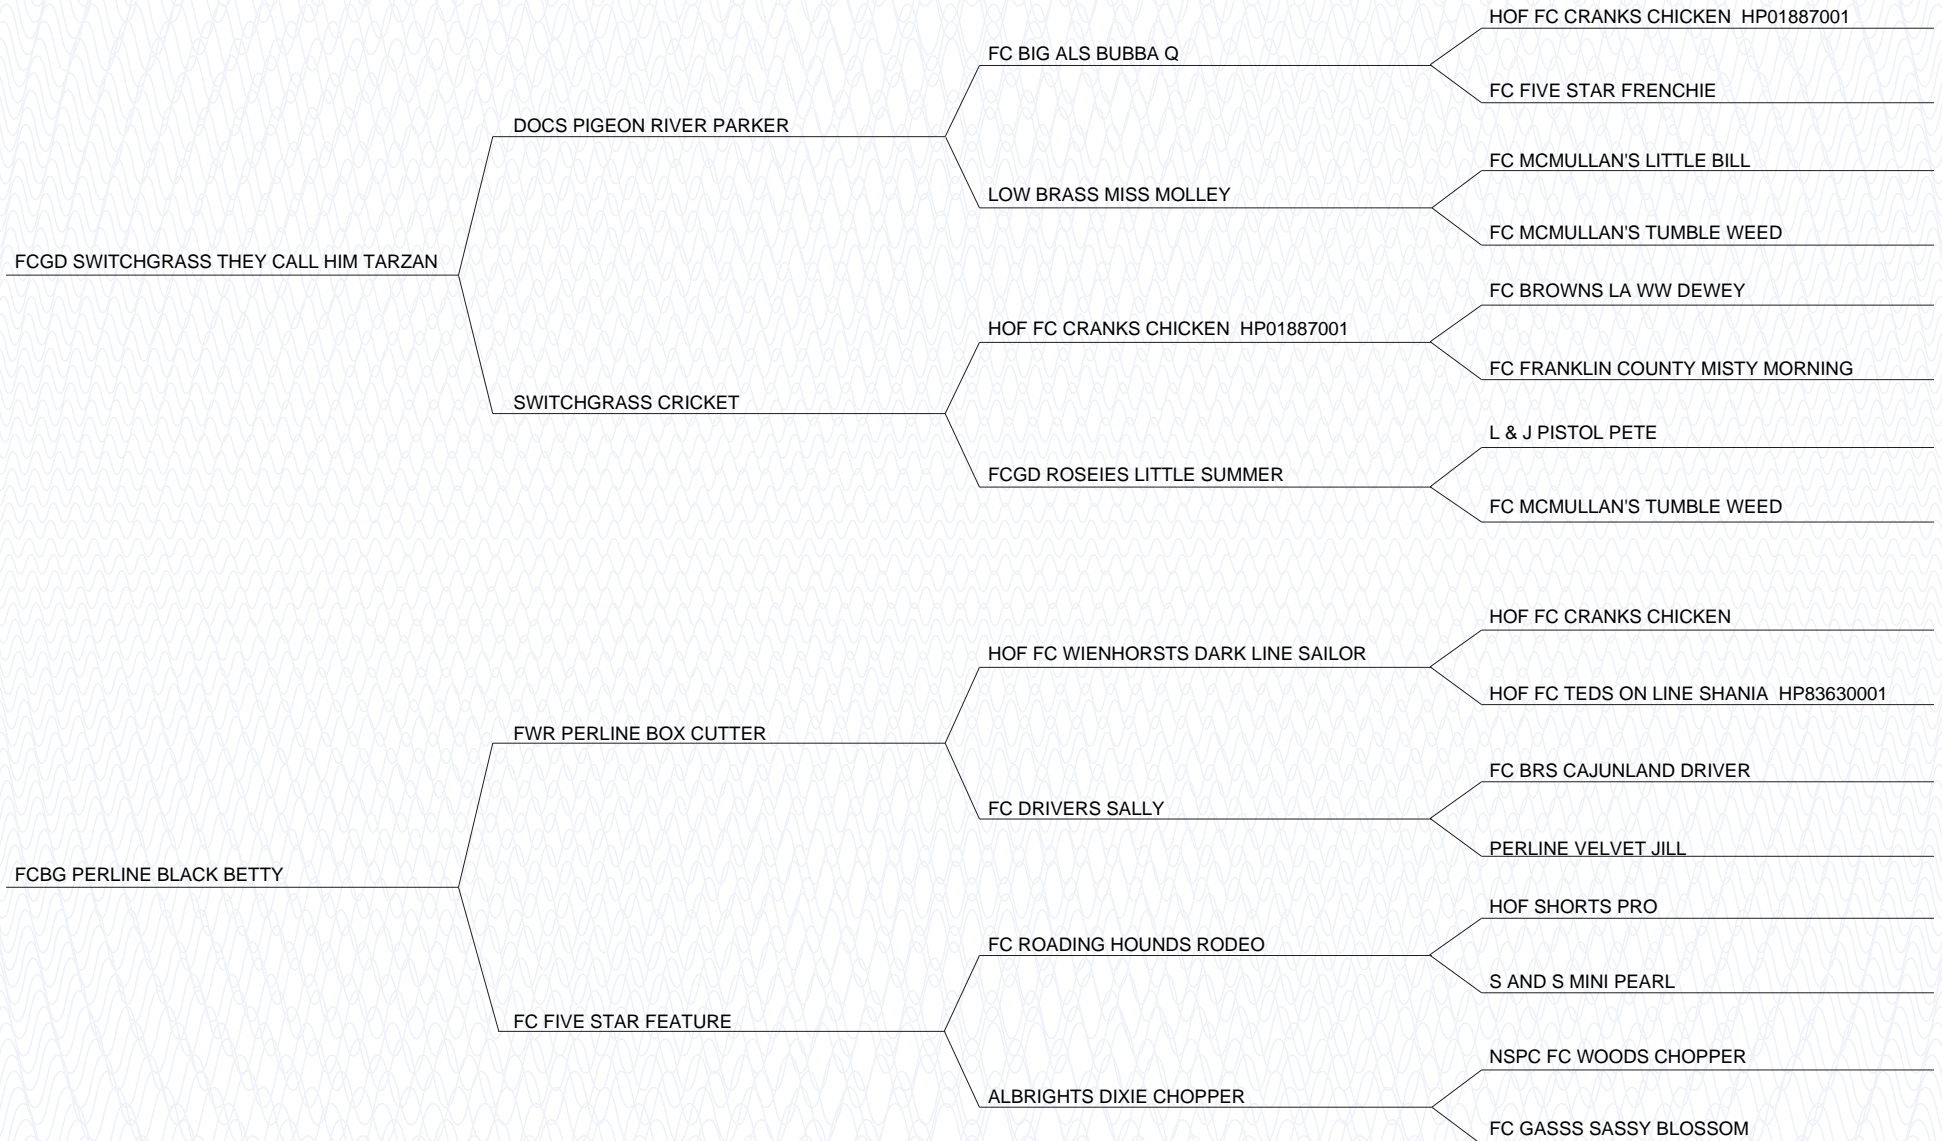 HOF FC CRANKS CHICKEN HP01887001
FC BIG ALS BUBBA Q
FC FIVE STAR FRENCHIE
DOCS PIGEON RIVER PARKER
FC MCMULLAN'S LITTLE BILL
LOW BRASS MISS MOLLEY
FC MCMULLAN'S TUMBLE WEED
FCGD SWITCHGRASS THEY CALL HIM TARZAN
FC BROWNS LA WW DEWEY
HOF FC CRANKS CHICKEN HP01887001
FC FRANKLIN COUNTY MISTY MORNING
SWITCHGRASS CRICKET
L & J PISTOL PETE
FCGD ROSEIES LITTLE SUMMER
FC MCMULLAN'S TUMBLE WEED
HOF FC CRANKS CHICKEN
HOF FC WIENHORSTS DARK LINE SAILOR
HOF FC TEDS ON LINE SHANIA HP83630001
FWR PERLINE BOX CUTTER
FC BRS CAJUNLAND DRIVER
FC DRIVERS SALLY
PERLINE VELVET JILL
FCBG PERLINE BLACK BETTY
HOF SHORTS PRO
FC ROADING HOUNDS RODEO
S AND S MINI PEARL
FC FIVE STAR FEATURE
NSPC FC WOODS CHOPPER
ALBRIGHTS DIXIE CHOPPER
FC GASSS SASSY BLOSSOM